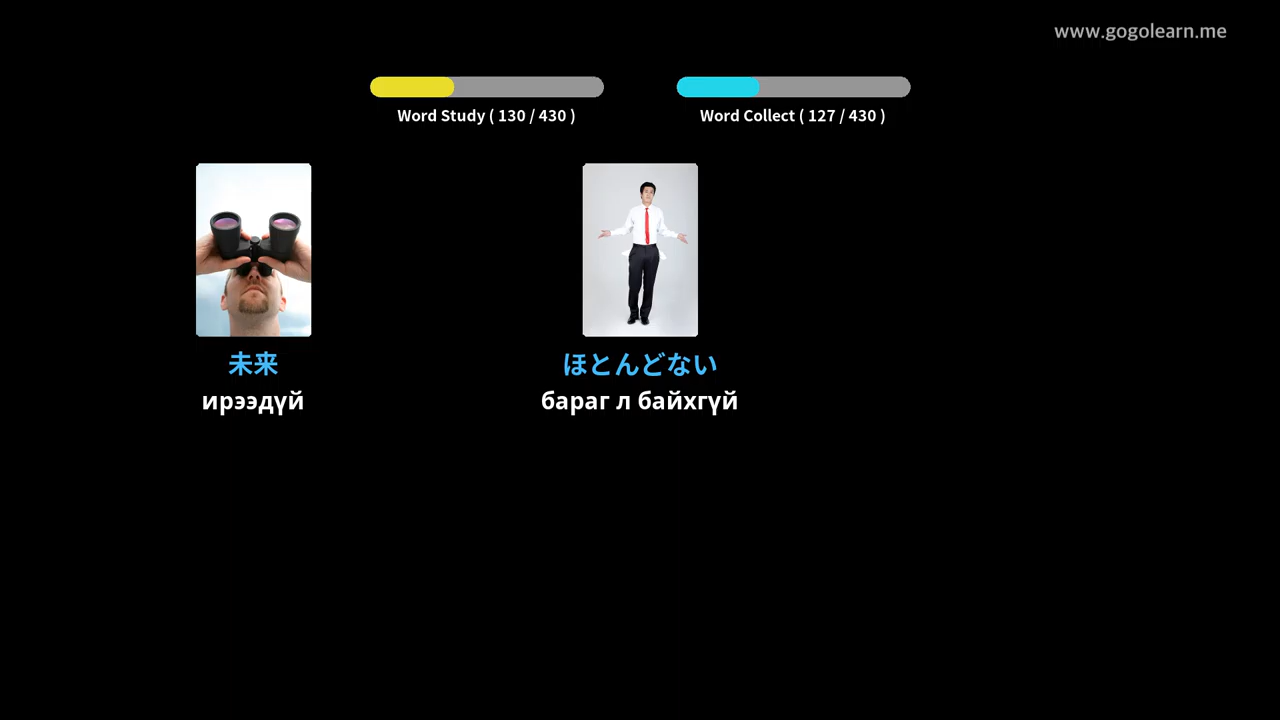 www.gogolearn.me
Word Study ( 130 / 430 )
Word Collect ( 127 / 430 )
未来
ирээдүй
ほとんどない
бараг л байхгүй